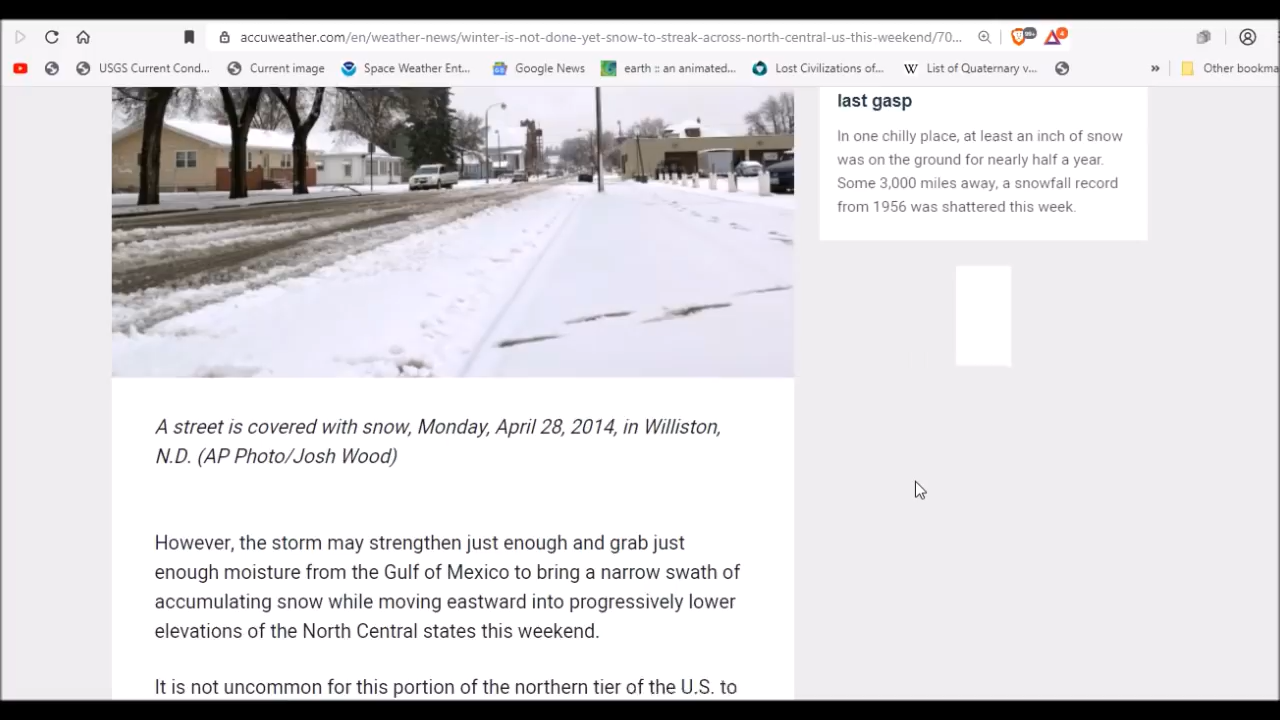 accuweather.com/en/weather-news/winter-is-not-done-yet-snow-to-streak-across-north-central-us-this-weekend/70...
99+
4
USGS Current Cond...
Current image
Space Weather Ent...
Google News
earth :: an animated...
Lost Civilizations of...
W List of Quaternary v...
»
Other bookma
last gasp
In one chilly place, at least an inch of snow
was on the ground for nearly half a year.
Some 3,000 miles away, a snowfall record
from 1956 was shattered this week.
A street is covered with snow, Monday, April 28, 2014, in Williston,
N.D. (AP Photo/Josh Wood)
However, the storm may strengthen just enough and grab just
enough moisture from the Gulf of Mexico to bring a narrow swath of
accumulating snow while moving eastward into progressively lower
elevations of the North Central states this weekend.
It is not uncommon for this portion of the northern tier of the U.S. to